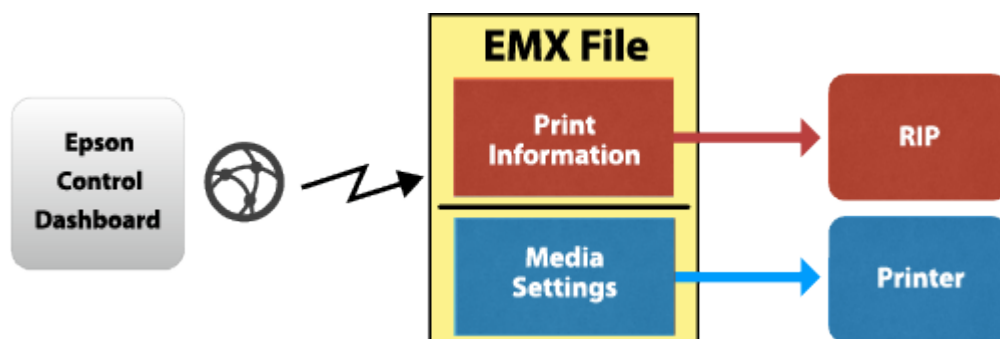 Epson
Control
Dashboard
EMX File
Print
Information
RIP
Media
Settings
Printer